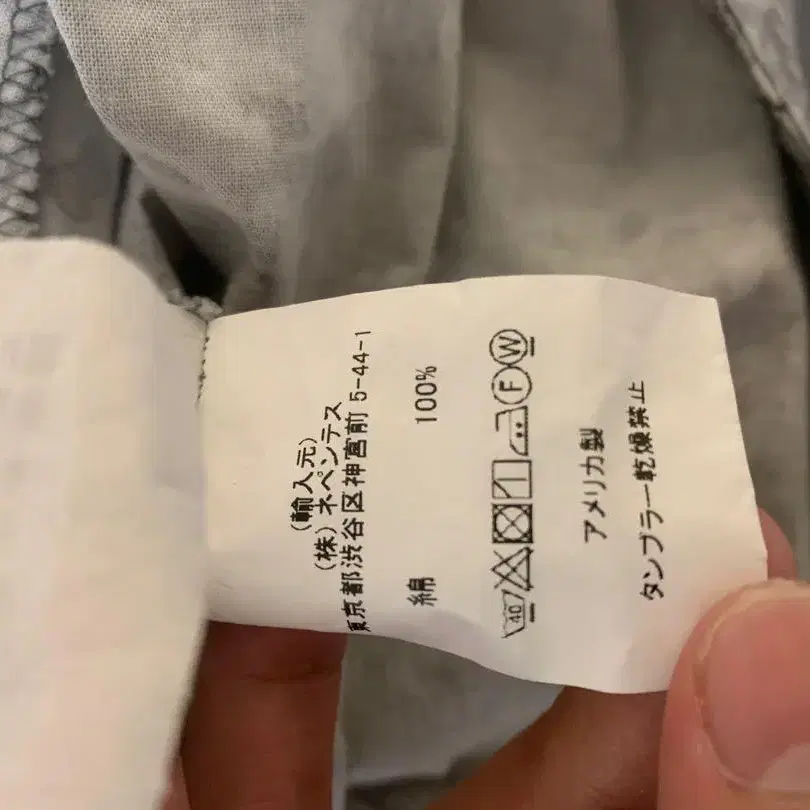 (輸入元)
(株)ネペンテス
東京都渋谷区神宮前 5-44-1
綿 100%
40 F W
アメリカ製
タンブラー乾燥禁止